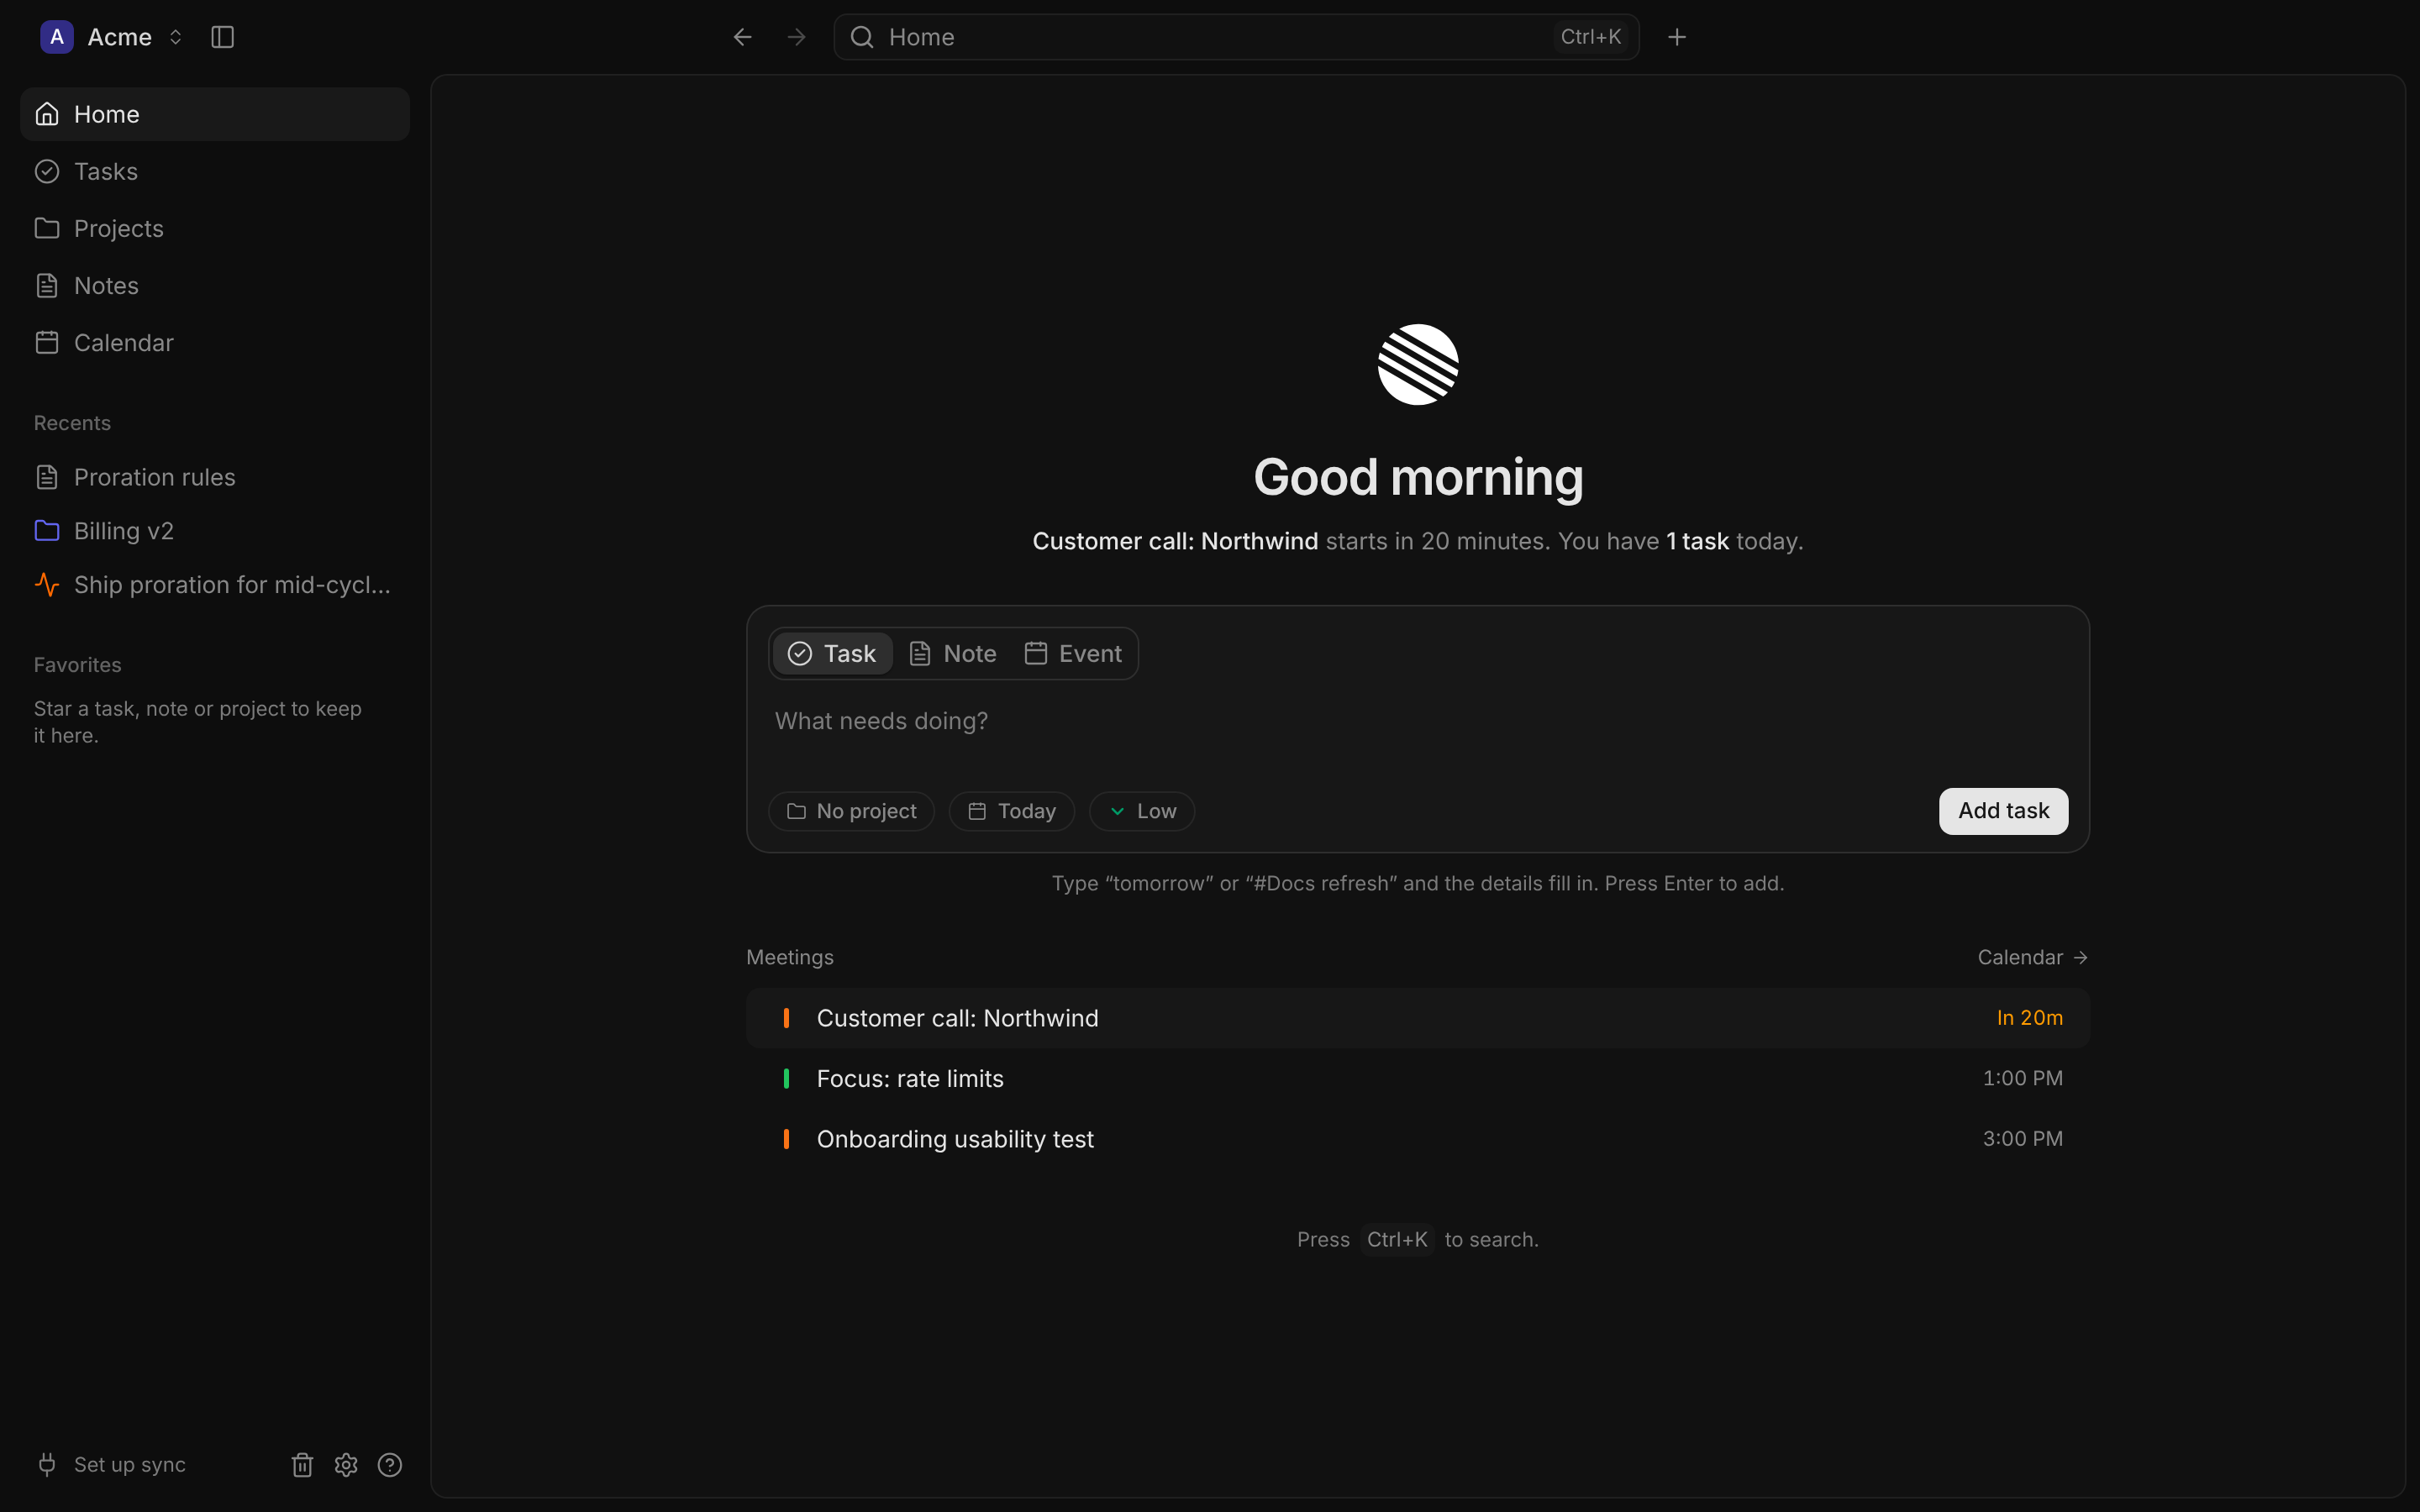 A Acme
Home Ctrl+K
Home
Tasks
Projects
Notes
Calendar
Recents
Proration rules
Billing v2
Ship proration for mid-cycl...
Favorites
Star a task, note or project to keep
it here.
Set up sync
Good morning
Customer call: Northwind starts in 20 minutes. You have 1 task today.
Task Note Event
What needs doing?
No project Today Low Add task
Type “tomorrow” or “#Docs refresh” and the details fill in. Press Enter to add.
Meetings Calendar →
Customer call: Northwind In 20m
Focus: rate limits 1:00 PM
Onboarding usability test 3:00 PM
Press Ctrl+K to search.